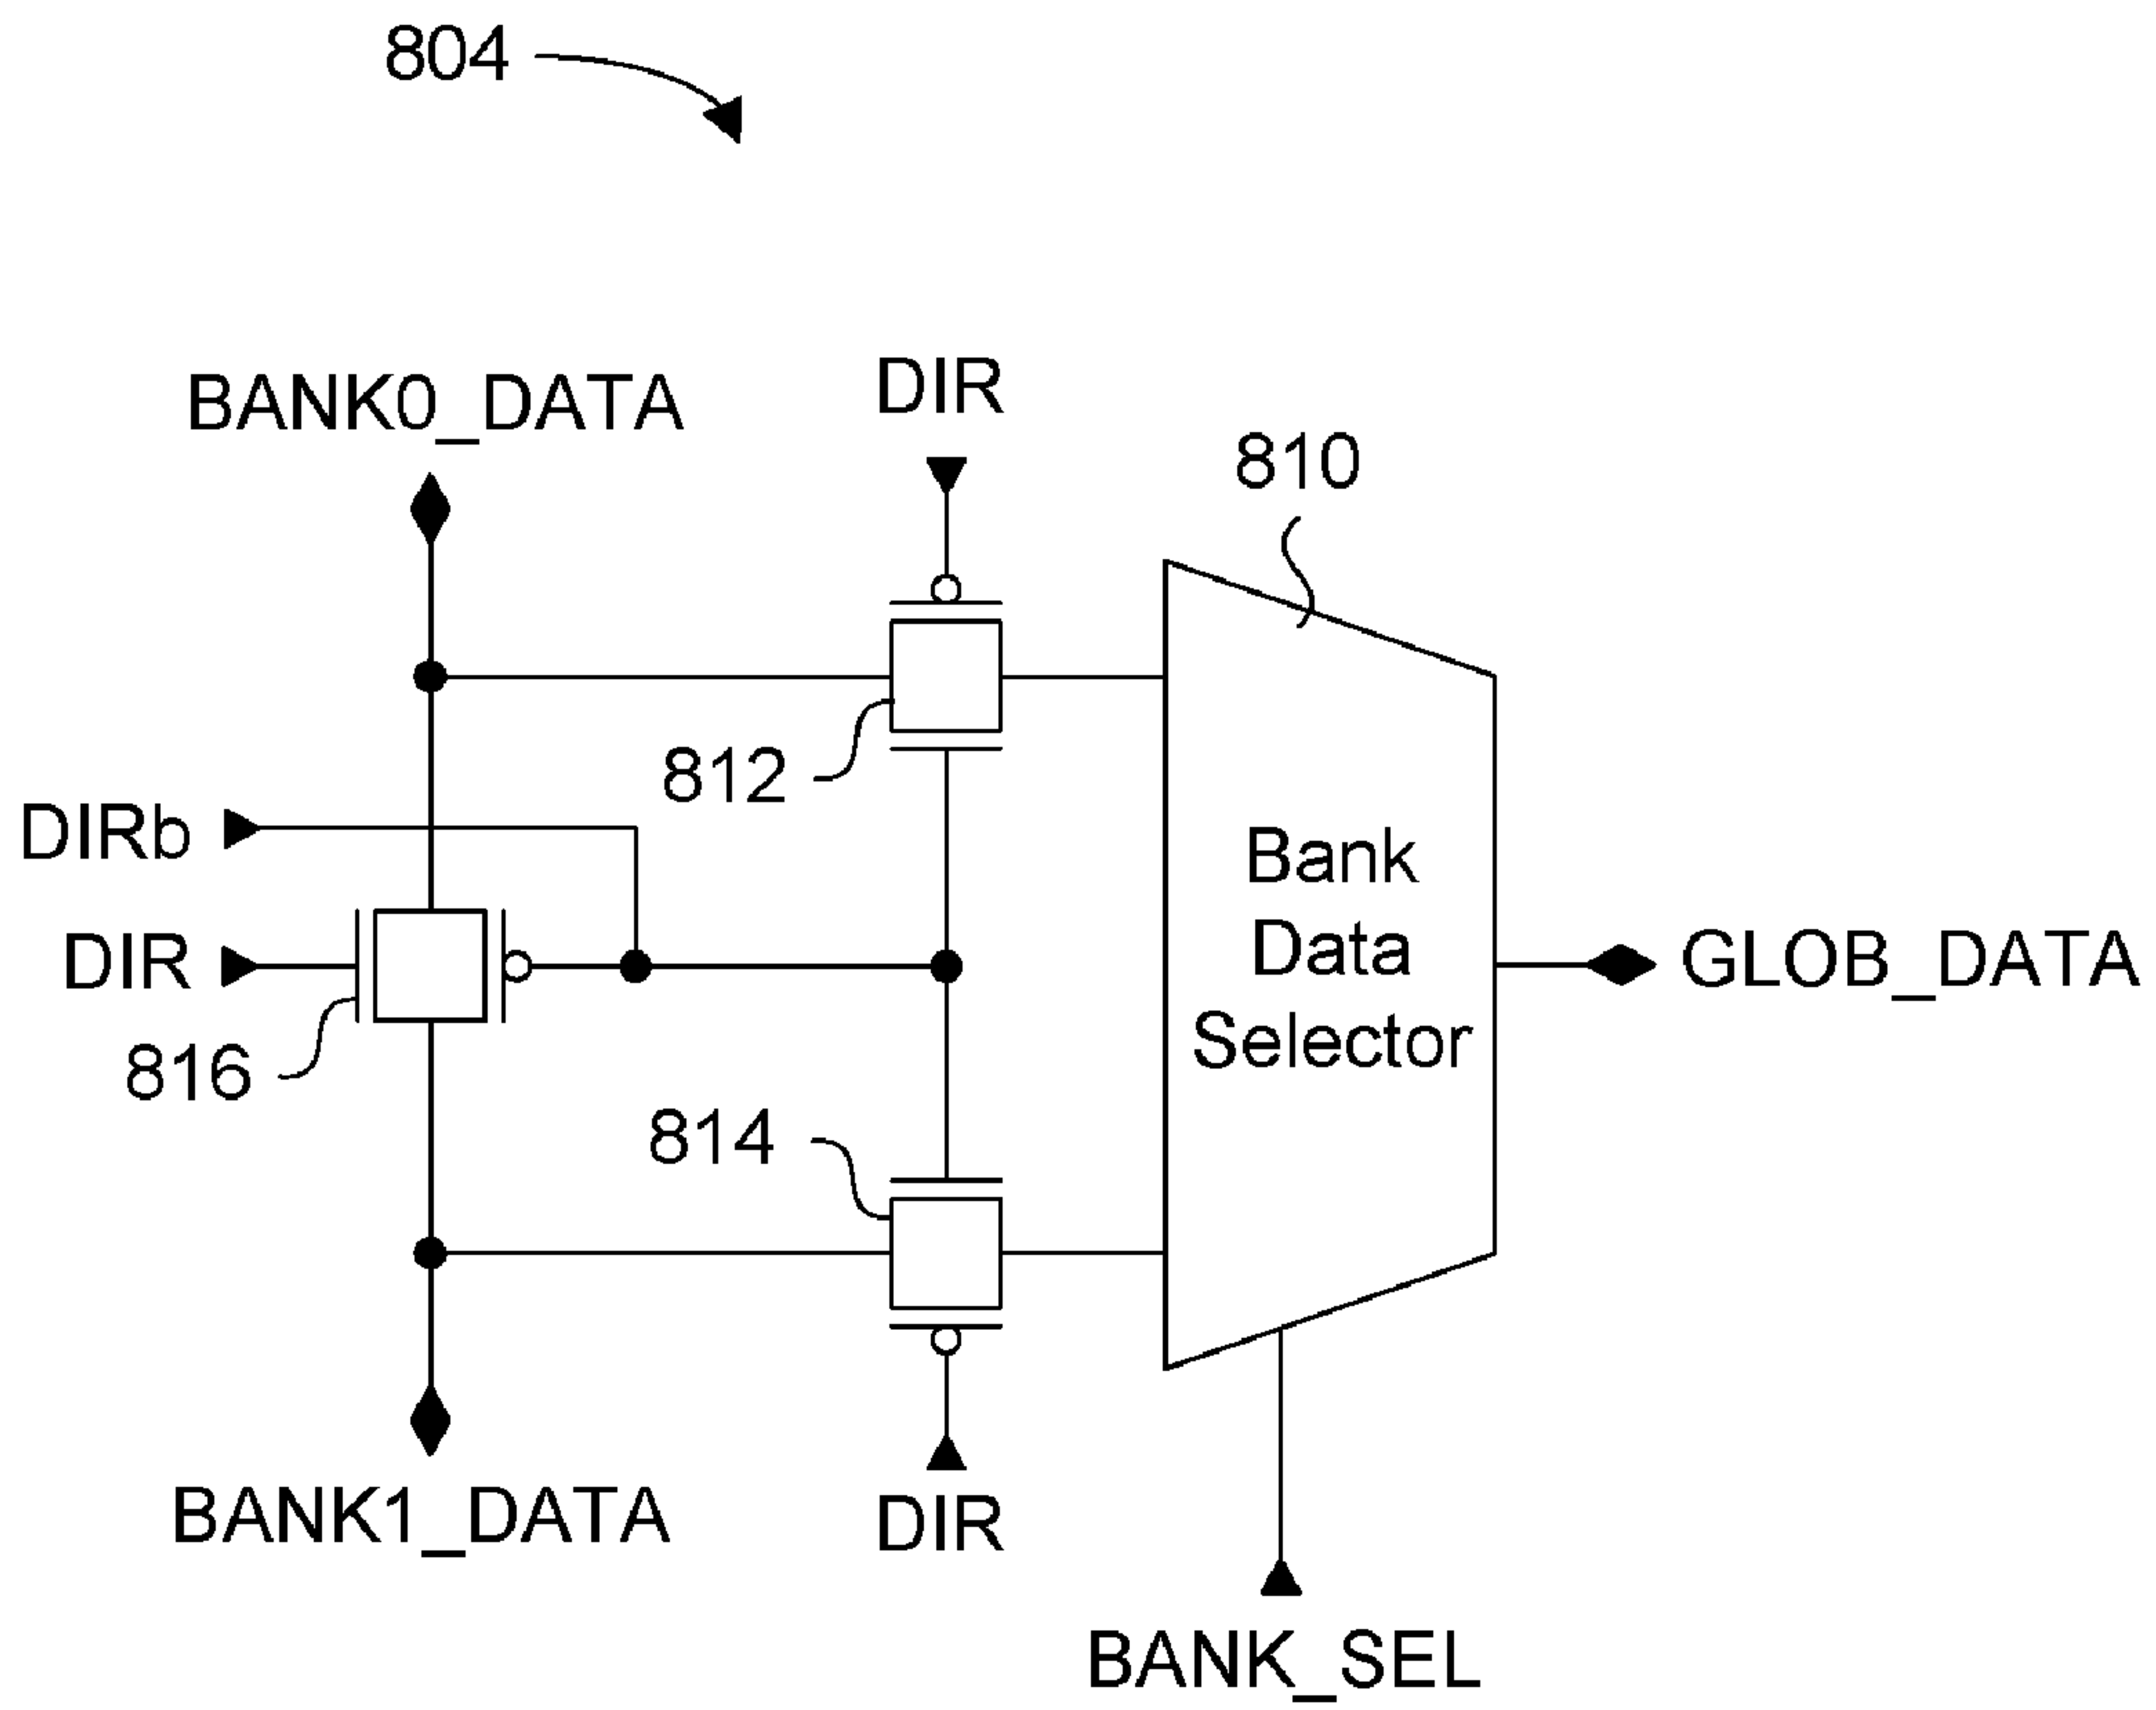 804
BANK0_DATA
DIR
810
812
DIRb
Bank
Data
Selector
DIR
GLOB_DATA
816
814
BANK1_DATA
DIR
BANK_SEL